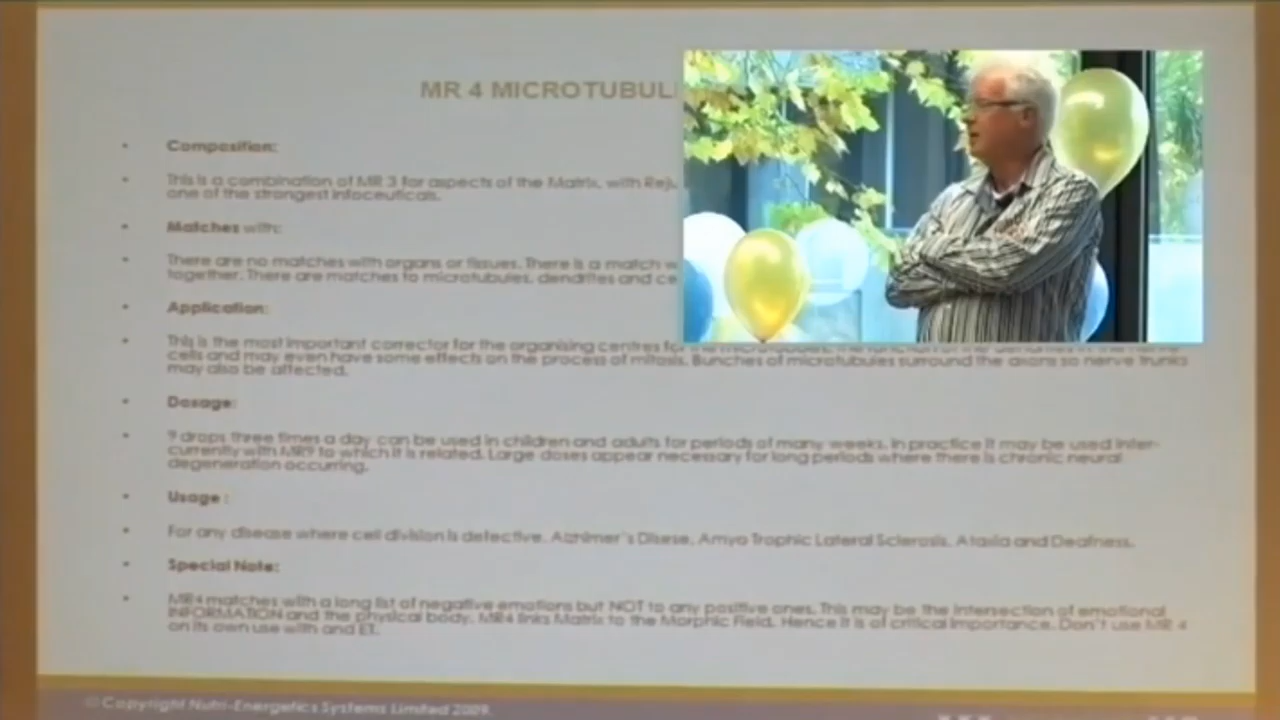 MR 4 MICROTUBUL
• Composition:
• This is a combination of MR 3 for aspects of the Matrix, with Reju
one of the strongest infoceuticals.
• Matches with:
• There are no matches with organs or tissues. There is a match w
together. There are matches to microtubules, dendrites and ce
• Application:
• This is the most important corrector for the organising centres for
cells and may even have some effects on the process of mitosis. Bunches of microtubules surround the axons so nerve trunks
may also be affected.
• Dosage:
• 9 drops three times a day can be used in children and adults for periods of many weeks. In practice it may be used inter-
currently with MR9 to which it is related. Large doses appear necessary for long periods where there is chronic neural
degeneration occurring.
• Usage :
• For any disease where cell division is defective. Alzhimer's Disese, Amyo Trophic Lateral Sclerosis. Ataxia and Deafness.
• Special Note:
• MR4 matches with a long list of negative emotions but NOT to any positive ones. This may be the intersection of emotional
INFORMATION and the physical body. MR4 links Matrix to the Morphic Field. Hence it is of critical importance. Don't use MR 4
on its own use with and ET.
© Copyright Nutri-Energetics Systems Limited 2009.